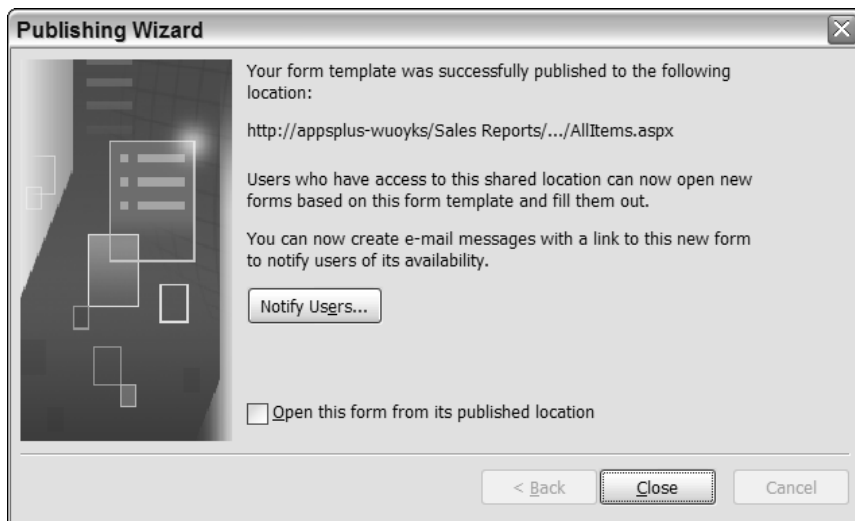 Publishing Wizard
Your form template was successfully published to the following
location:
http://appsplus-wuoyks/Sales Reports/.../AllItems.aspx
Users who have access to this shared location can now open new
forms based on this form template and fill them out.
You can now create e-mail messages with a link to this new form
to notify users of its availability.
Notify Users...
Open this form from its published location
< Back
Close
Cancel